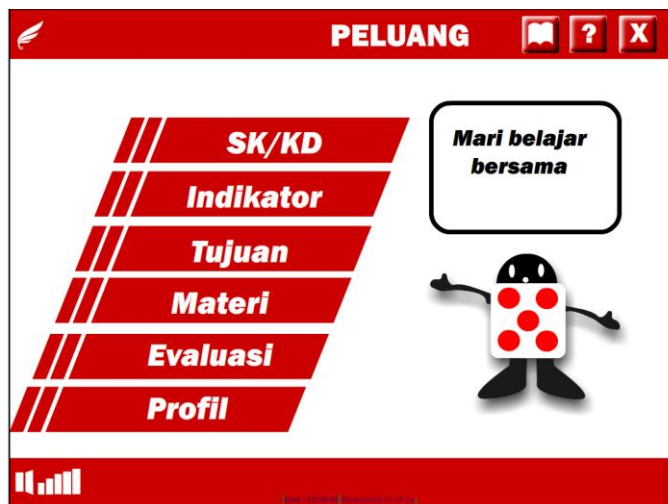 PELUANG
?
X
SK/KD
Indikator
Tujuan
Materi
Evaluasi
Profil
Mari belajar
bersama